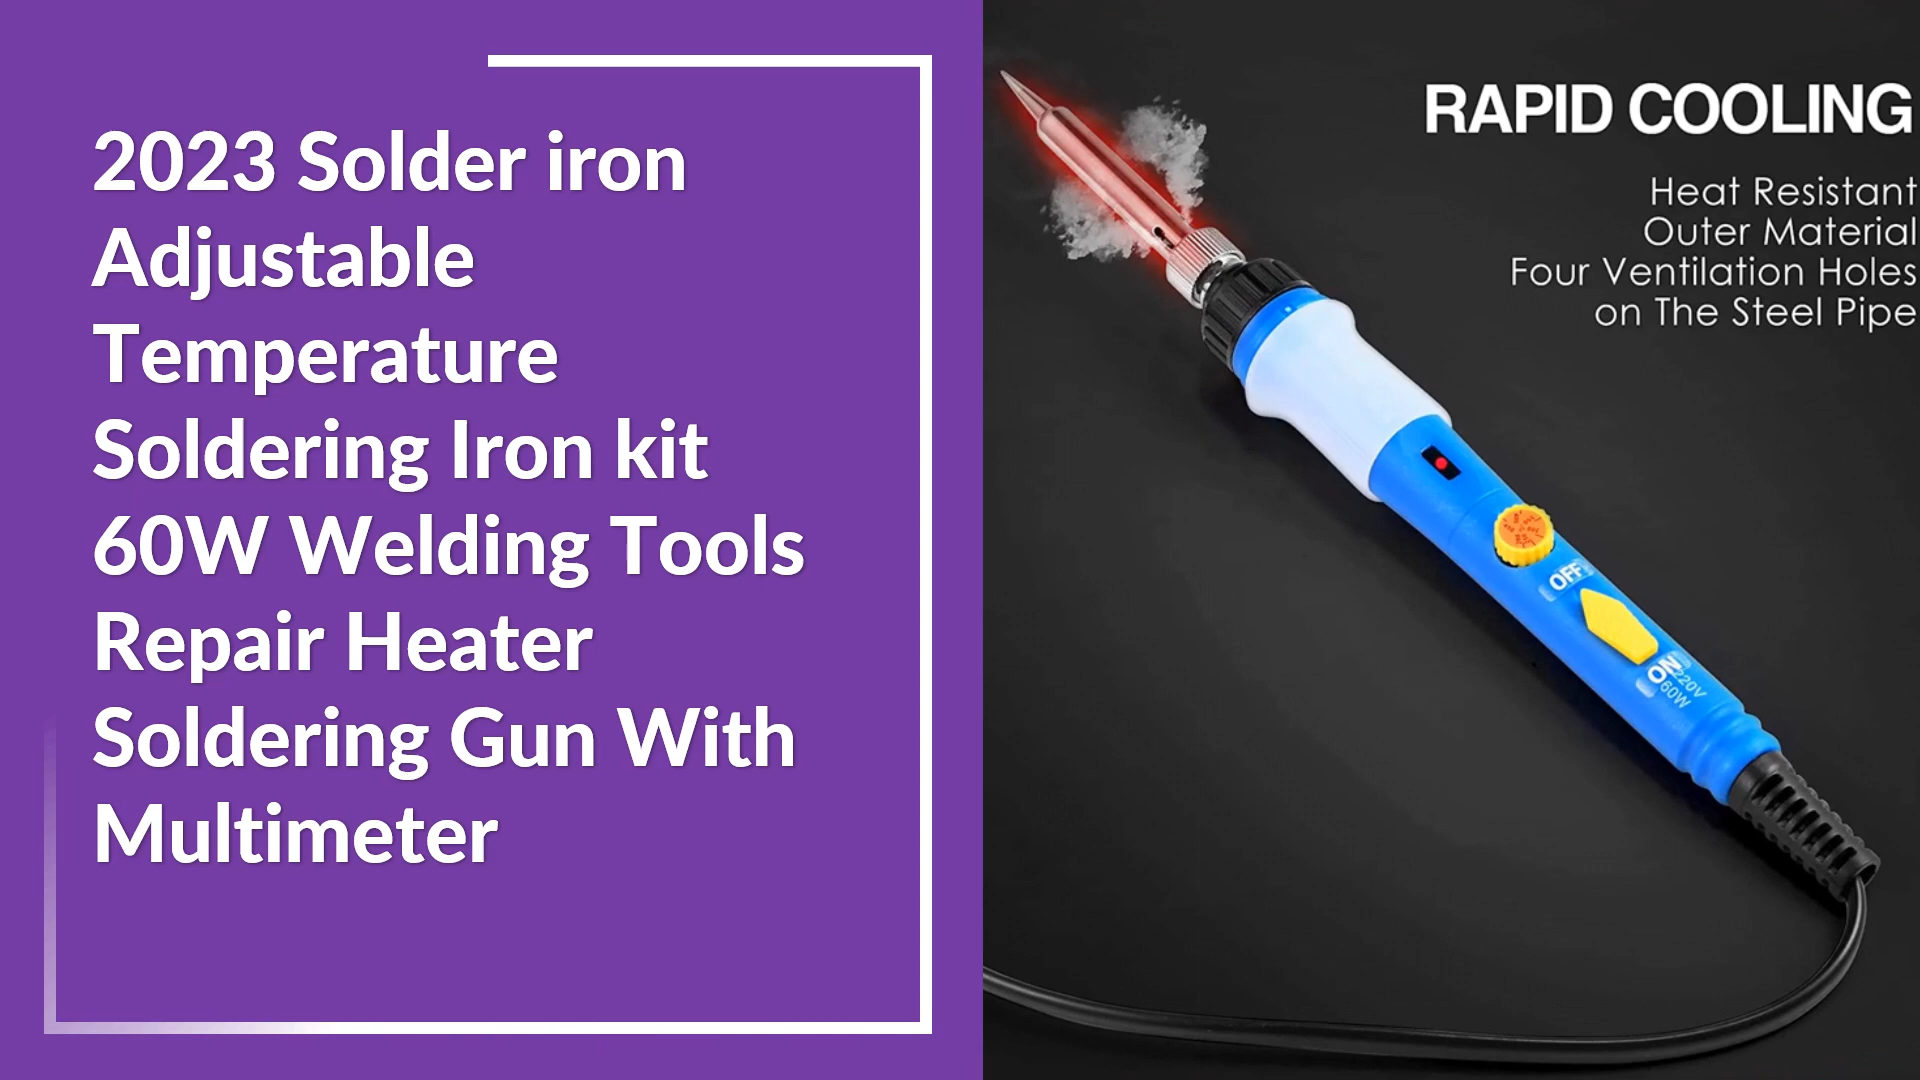 2023 Solder iron
Adjustable
Temperature
Soldering Iron kit
60W Welding Tools
Repair Heater
Soldering Gun With
Multimeter
RAPID COOLING
Heat Resistant
Outer Material
Four Ventilation Holes
on The Steel Pipe
OFF
ON
220V
60W